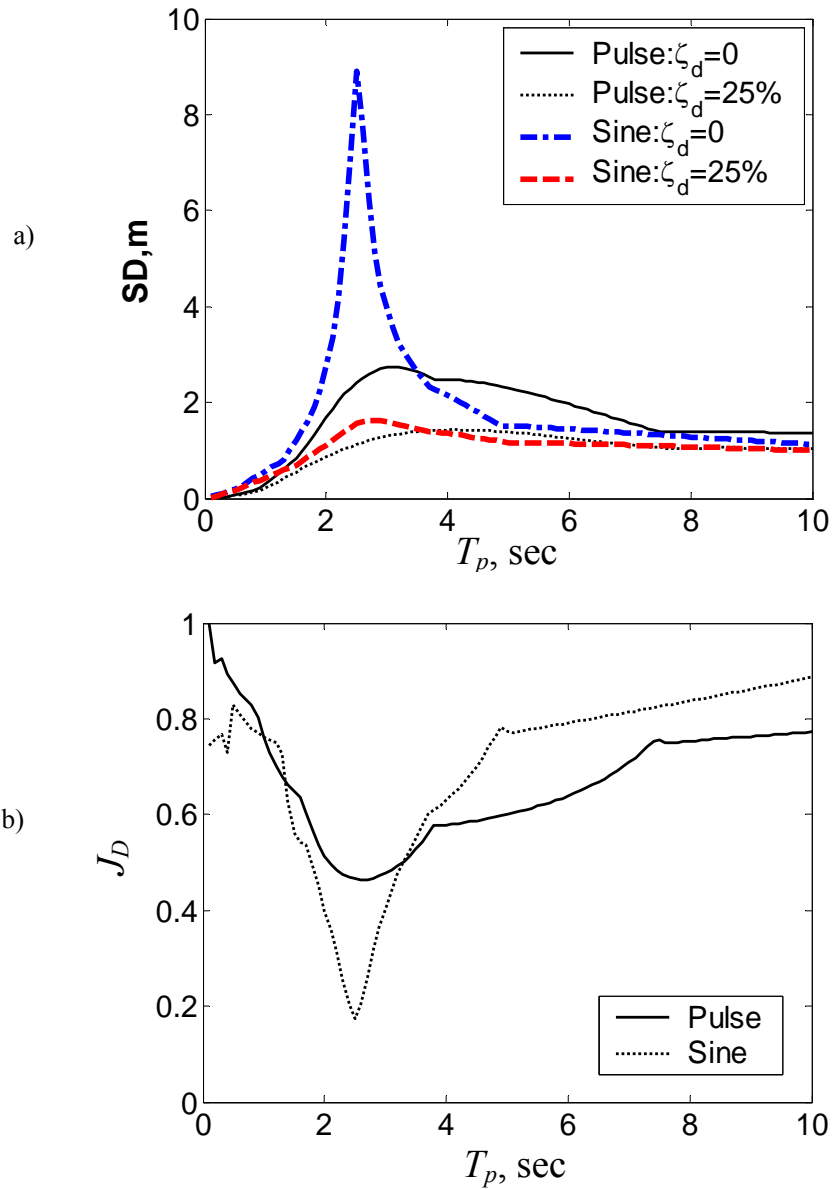 a)
SD,m
10
8
6
4
2
0
Pulse:ζd=0
Pulse:ζd=25%
Sine:ζd=0
Sine:ζd=25%
0 2 4 6 8 10
Tp, sec
b)
JD
1
0.8
0.6
0.4
0.2
0
Pulse
Sine
0 2 4 6 8 10
Tp, sec